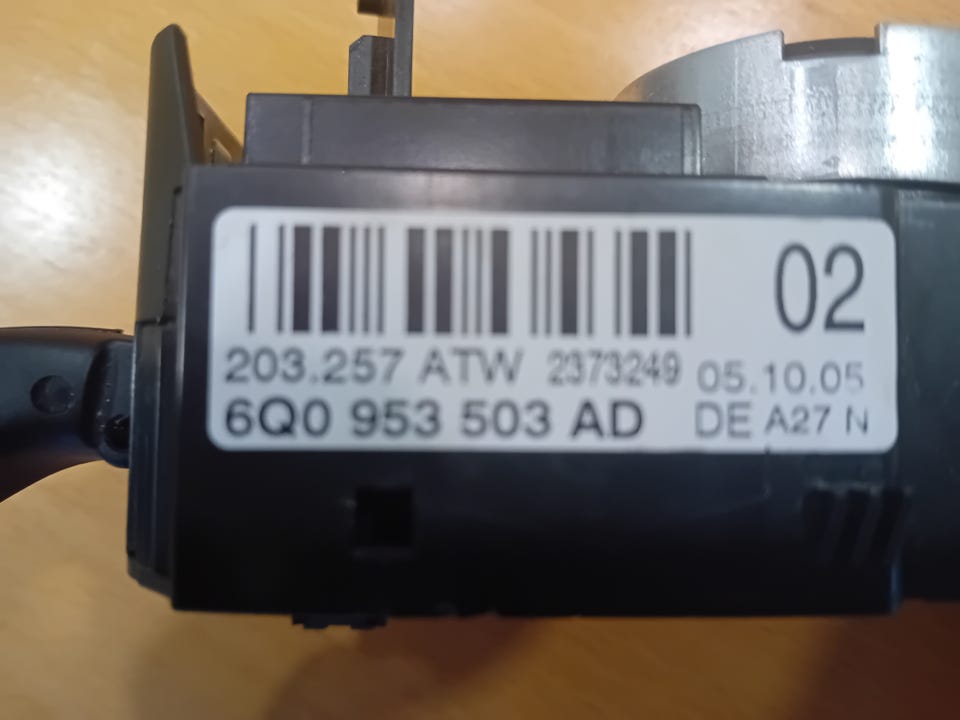 02
203.257 ATW 2373249 05.10.05
6Q0 953 503 AD DE A27 N